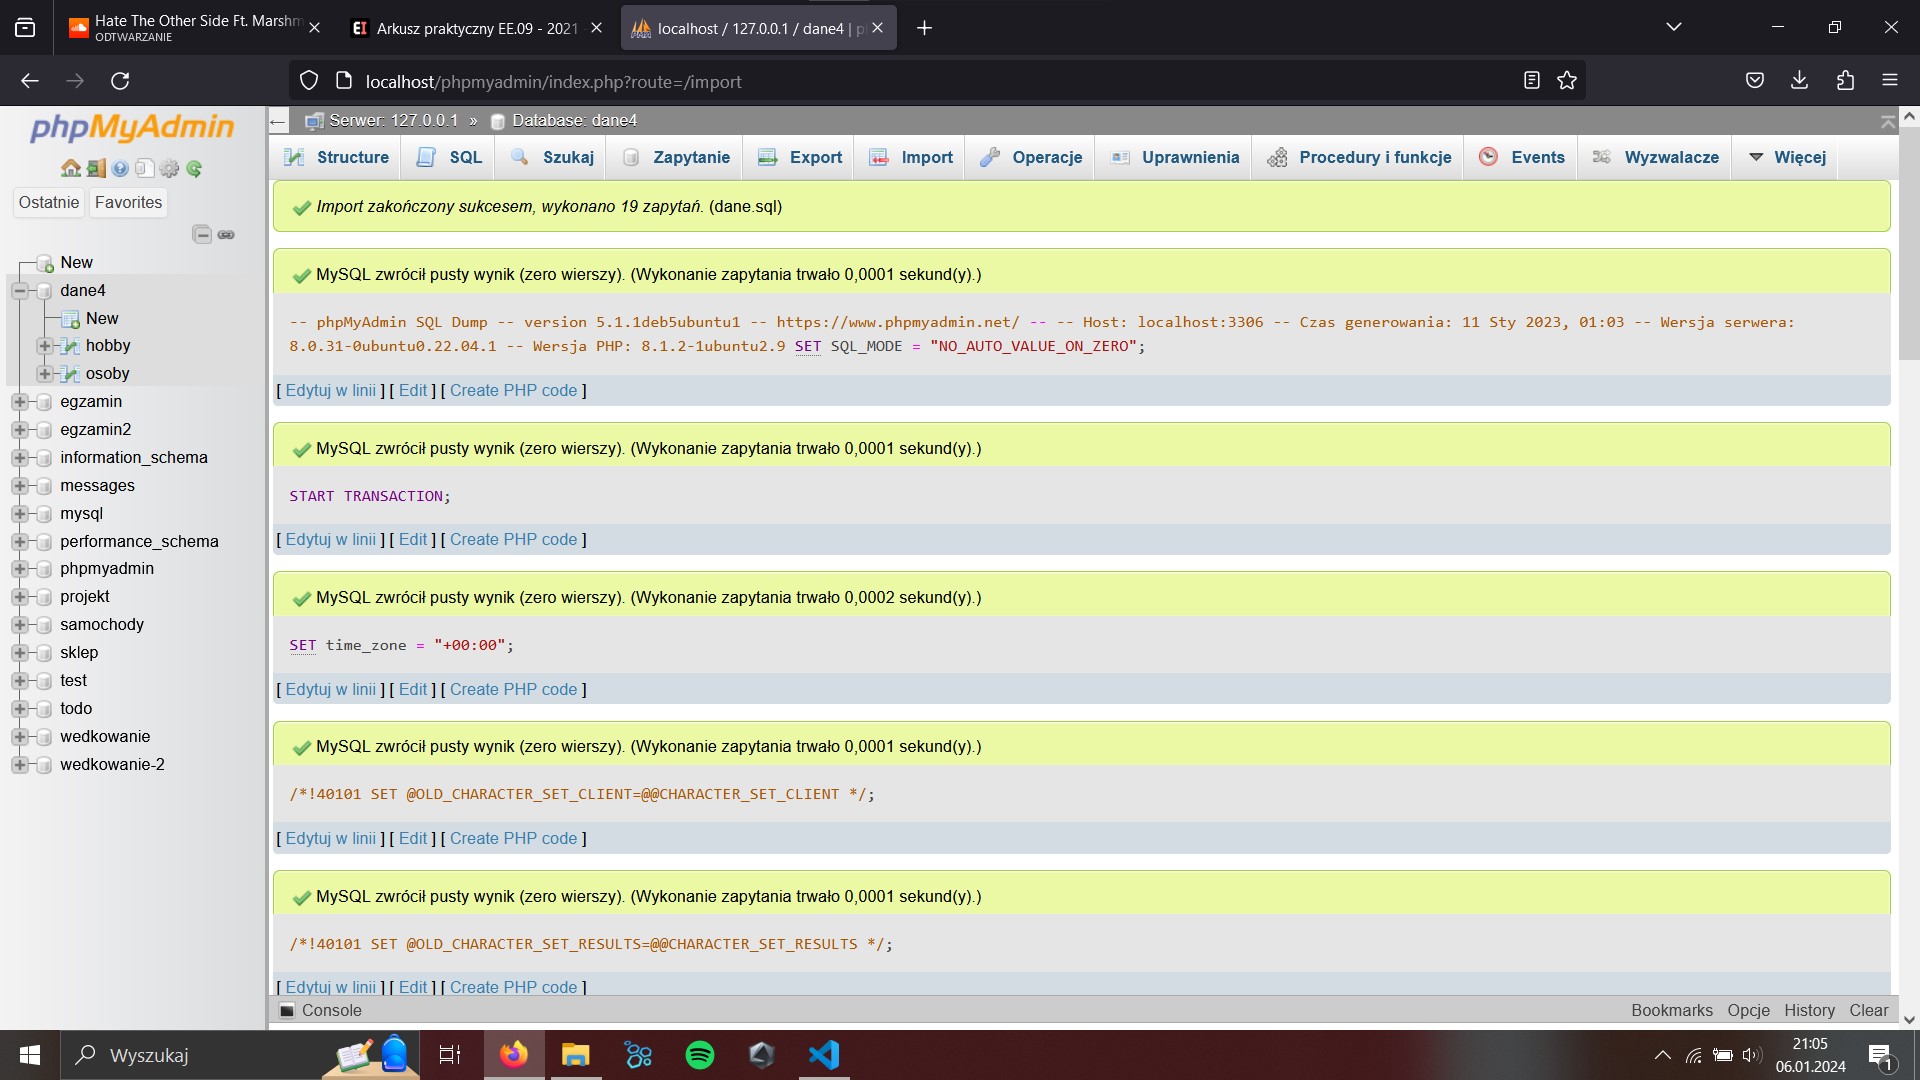 Hate The Other Side Ft. Marshm
ODTWARZANIE
Arkusz praktyczny EE.09 - 2021
localhost / 127.0.0.1 / dane4 | p
localhost/phpmyadmin/index.php?route=/import
phpMyAdmin
Ostatnie Favorites
New
dane4
New
hobby
osoby
egzamin
egzamin2
information_schema
messages
mysql
performance_schema
phpmyadmin
projekt
samochody
sklep
test
todo
wedkowanie
wedkowanie-2
Serwer: 127.0.0.1 » Database: dane4
Structure SQL Szukaj Zapytanie Export Import Operacje Uprawnienia Procedury i funkcje Events Wyzwalacze Więcej
Import zakończony sukcesem, wykonano 19 zapytań. (dane.sql)
MySQL zwrócił pusty wynik (zero wierszy). (Wykonanie zapytania trwało 0,0001 sekund(y).)
-- phpMyAdmin SQL Dump -- version 5.1.1deb5ubuntu1 -- https://www.phpmyadmin.net/ -- -- Host: localhost:3306 -- Czas generowania: 11 Sty 2023, 01:03 -- Wersja serwera:
8.0.31-0ubuntu0.22.04.1 -- Wersja PHP: 8.1.2-1ubuntu2.9 SET SQL_MODE = "NO_AUTO_VALUE_ON_ZERO";
[ Edytuj w linii ] [ Edit ] [ Create PHP code ]
MySQL zwrócił pusty wynik (zero wierszy). (Wykonanie zapytania trwało 0,0001 sekund(y).)
START TRANSACTION;
[ Edytuj w linii ] [ Edit ] [ Create PHP code ]
MySQL zwrócił pusty wynik (zero wierszy). (Wykonanie zapytania trwało 0,0002 sekund(y).)
SET time_zone = "+00:00";
[ Edytuj w linii ] [ Edit ] [ Create PHP code ]
MySQL zwrócił pusty wynik (zero wierszy). (Wykonanie zapytania trwało 0,0001 sekund(y).)
/*!40101 SET @OLD_CHARACTER_SET_CLIENT=@@CHARACTER_SET_CLIENT */;
[ Edytuj w linii ] [ Edit ] [ Create PHP code ]
MySQL zwrócił pusty wynik (zero wierszy). (Wykonanie zapytania trwało 0,0001 sekund(y).)
/*!40101 SET @OLD_CHARACTER_SET_RESULTS=@@CHARACTER_SET_RESULTS */;
[ Edytuj w linii ] [ Edit ] [ Create PHP code ]
Console Bookmarks Opcje History Clear
Wyszukaj
21:05
06.01.2024
1